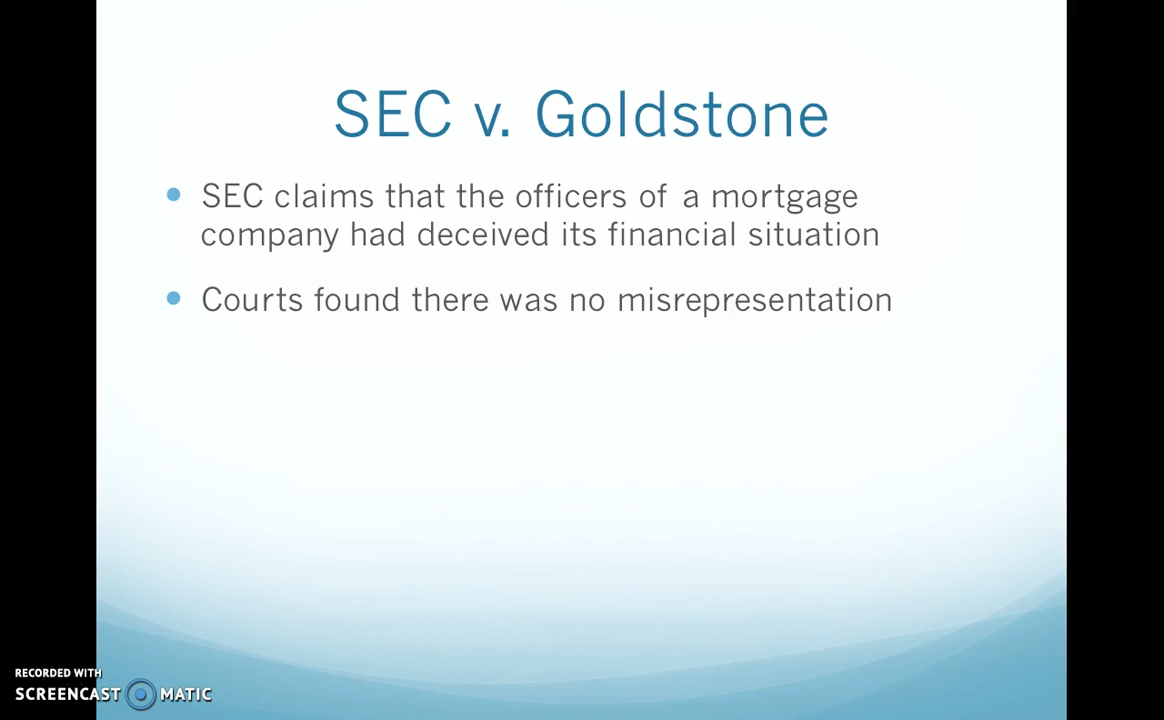 SEC v. Goldstone
SEC claims that the officers of a mortgage
company had deceived its financial situation
Courts found there was no misrepresentation
RECORDED WITH
SCREENCAST MATIC